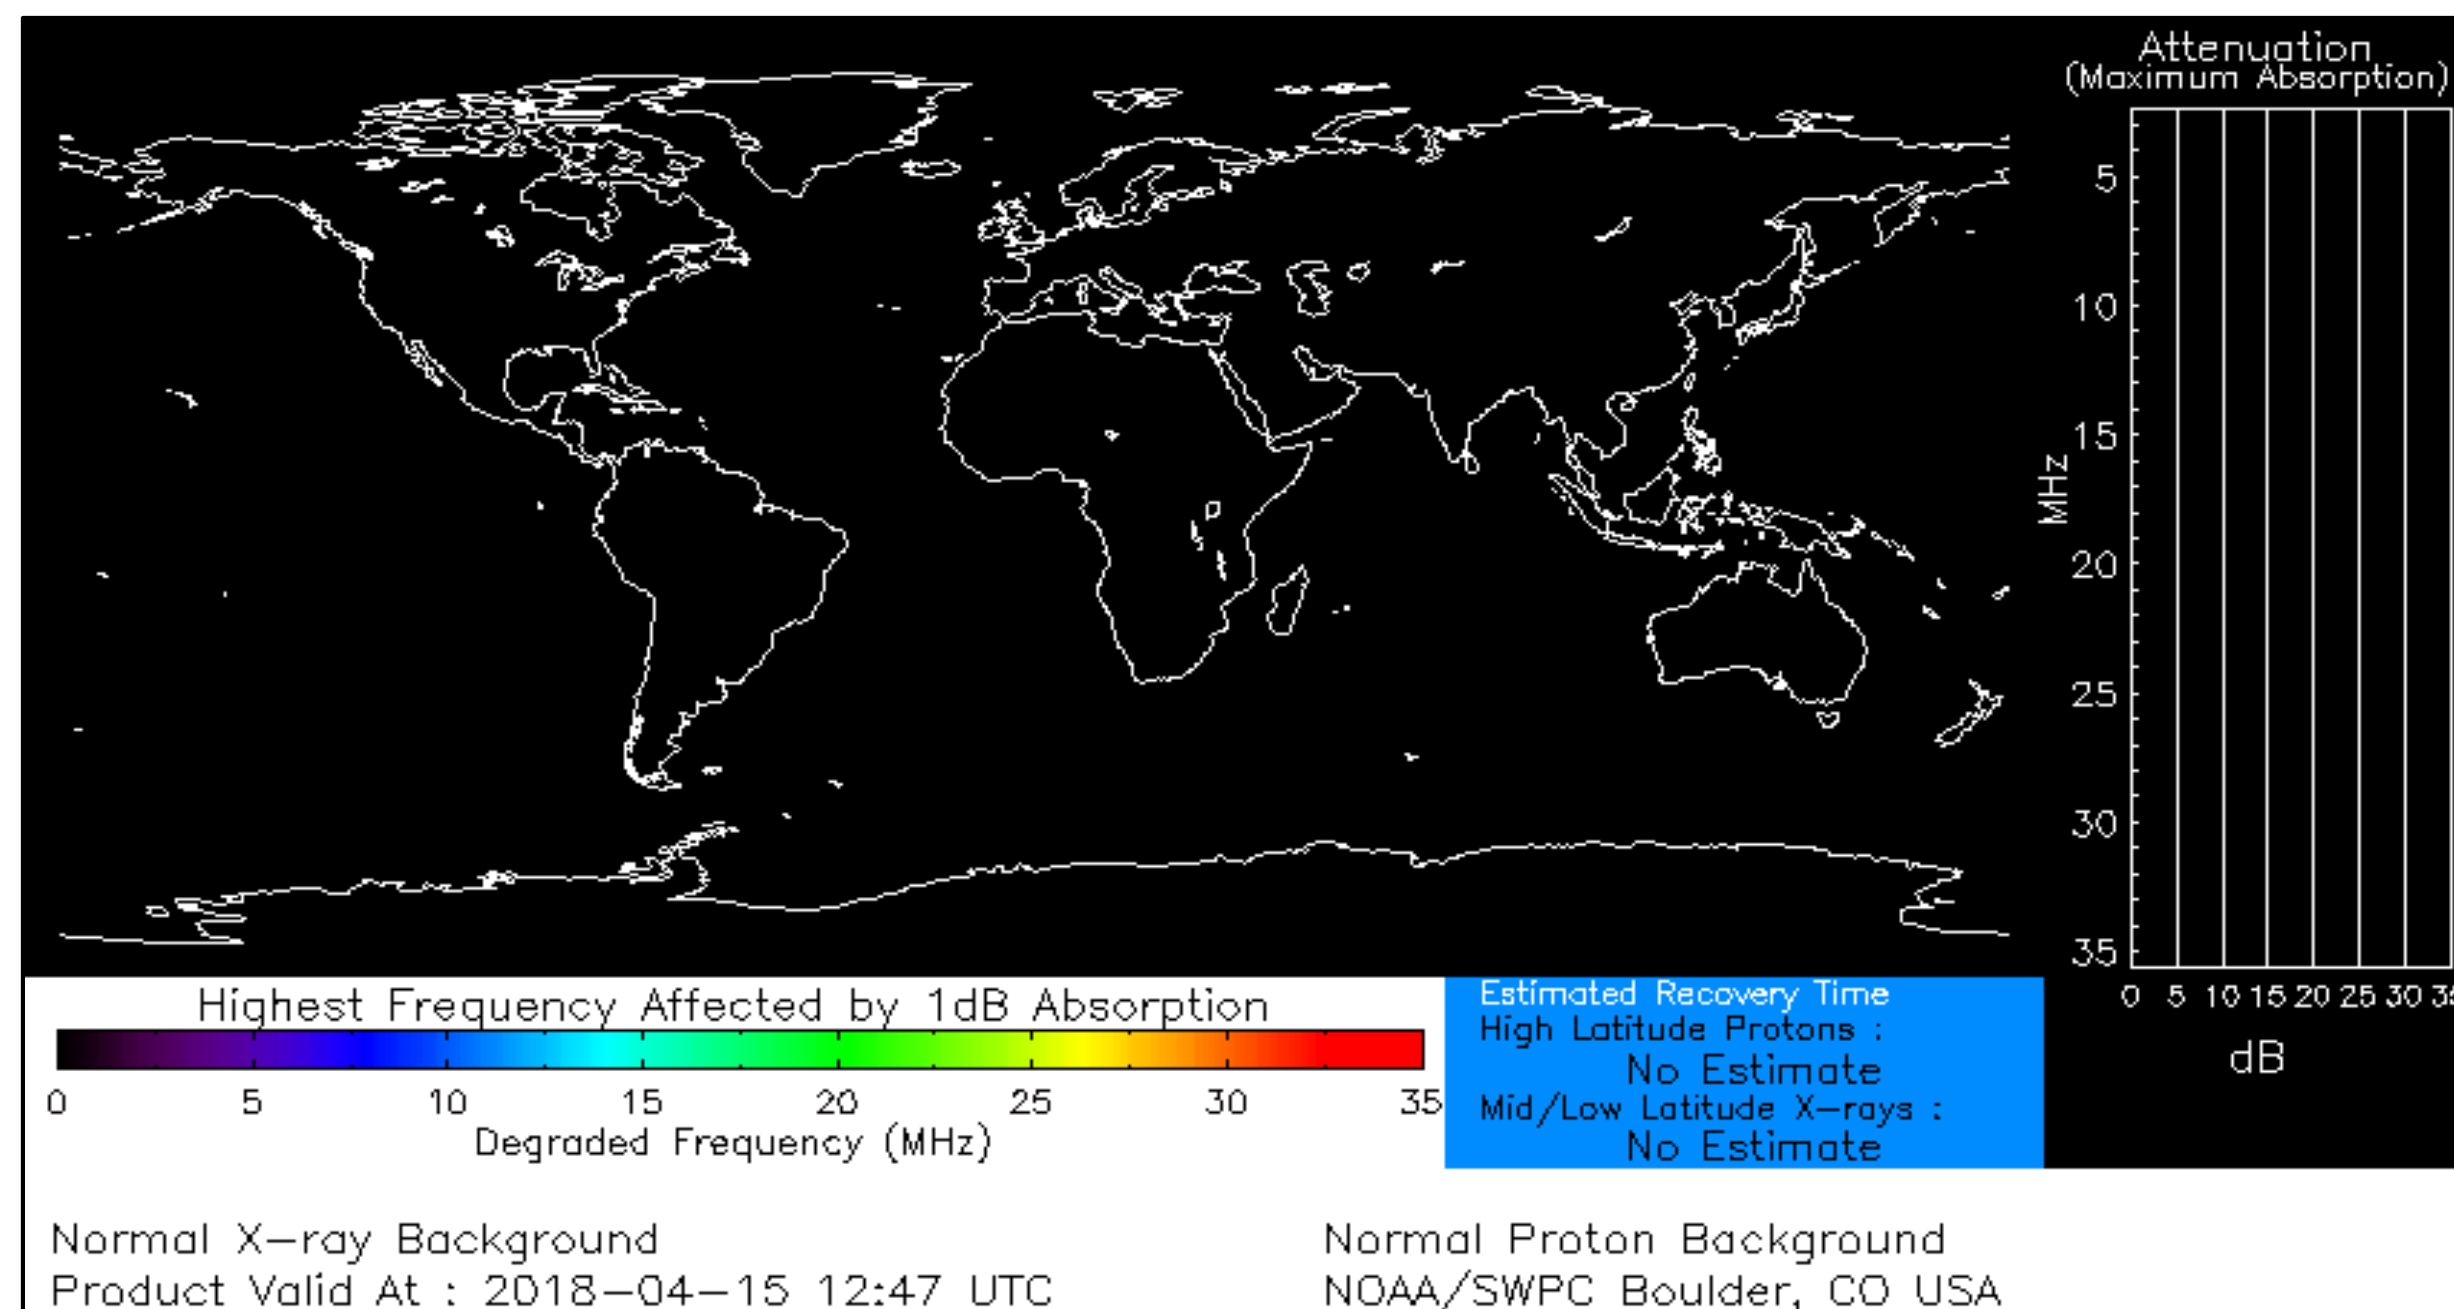 Attenuation
(Maximum Absorption)
5
10
15
20
25
30
35
MHz
0 5 10 15 20 25 30
dB
Highest Frequency Affected by 1dB Absorption
0 5 10 15 20 25 30 35
Degraded Frequency (MHz)
Estimated Recovery Time
High Latitude Protons :
No Estimate
Mid/Low Latitude X-rays :
No Estimate
Normal X-ray Background
Product Valid At : 2018-04-15 12:47 UTC
Normal Proton Background
NOAA/SWPC Boulder, CO USA